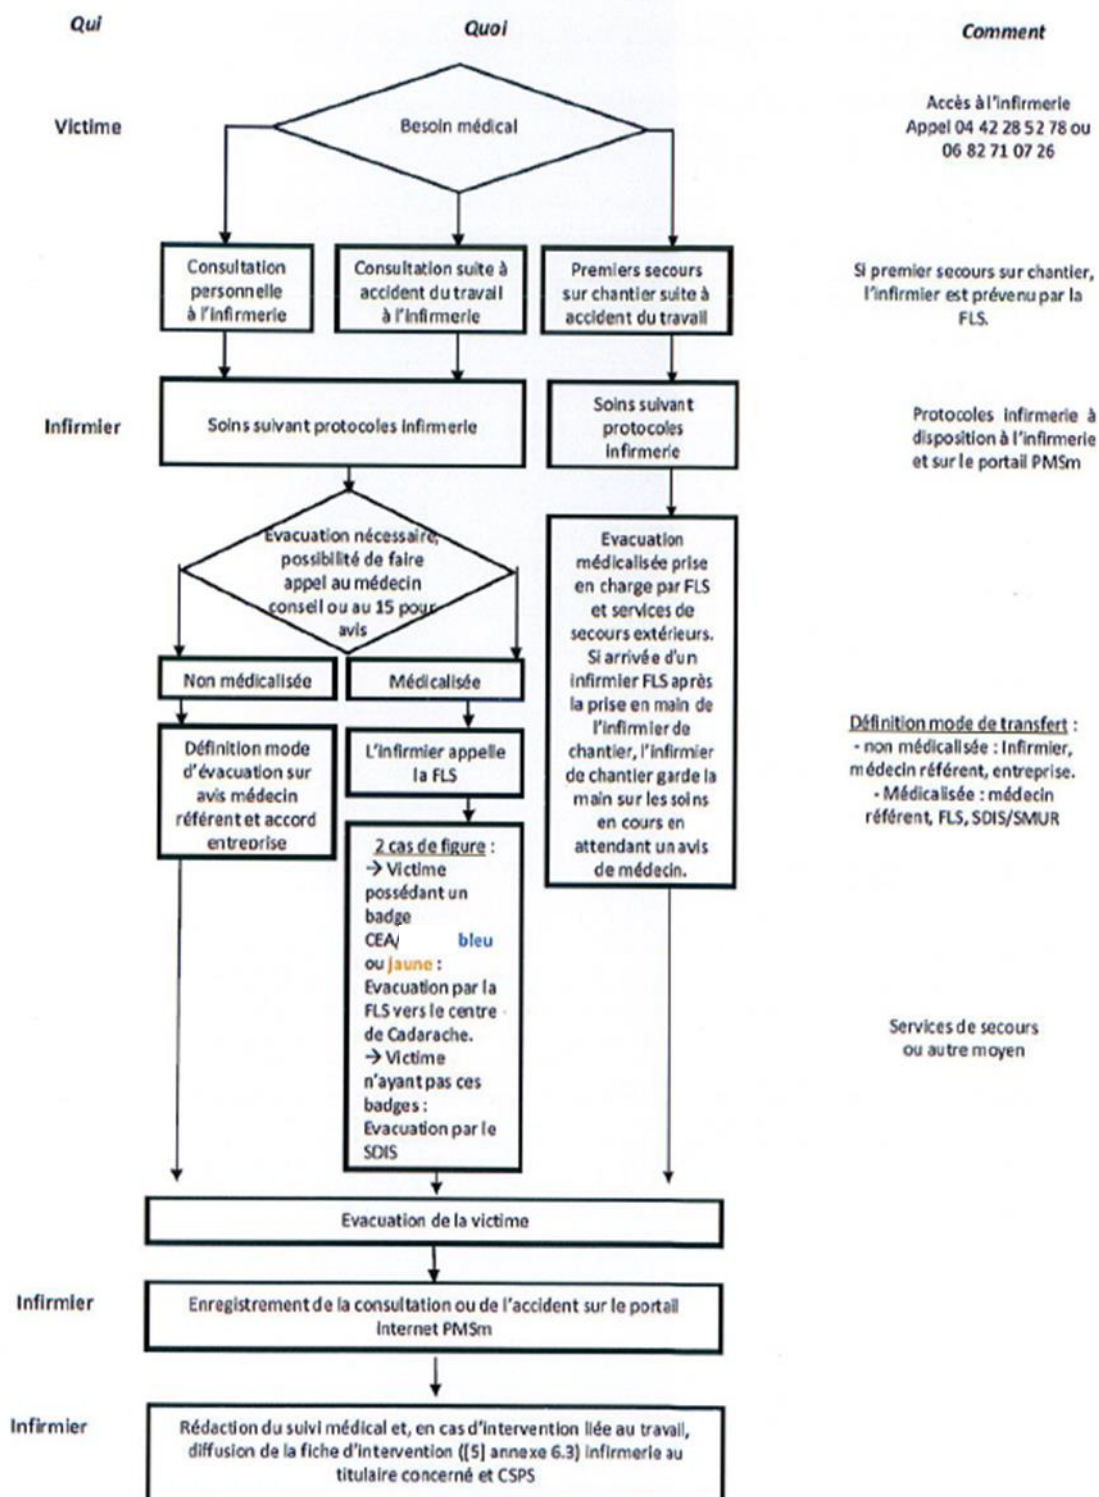 Qui
Quoi
Comment
Victime
Besoin médical
Accès à l'infirmerie
Appel 04 42 28 52 78 ou
06 82 71 07 26
Consultation
personnelle
à l'infirmerie
Consultation suite à
accident du travail
à l'infirmerie
Premiers secours
sur chantier suite à
accident du travail
Si premier secours sur chantier,
l'infirmier est prévenu par la
FLS.
Infirmier
Soins suivant protocoles infirmerie
Soins suivant
protocoles
infirmerie
Protocoles infirmerie à
disposition à l'infirmerie
et sur le portail PMSm
Evacuation nécessaire,
possibilité de faire
appel au médecin
conseil ou au 15 pour
avis
Evacuation
médicalisée prise
en charge par FLS
et services de
secours extérieurs.
Si arrivée d'un
infirmier FLS après
la prise en main de
l'infirmier de
chantier, l'infirmier
de chantier garde la
main sur les soins
en cours en
attendant un avis
de médecin.
Non médicalisée
Médicalisée
Définition mode
d'évacuation sur
avis médecin
référent et accord
entreprise
L'infirmier appelle
la FLS
Définition mode de transfert :
- non médicalisée : Infirmier,
médecin référent, entreprise.
- Médicalisée : médecin
référent, FLS, SDIS/SMUR
2 cas de figure :
→ Victime
possédant un
badge
CEA/ bleu
ou jaune :
Evacuation par la
FLS vers le centre
de Cadarache.
→ Victime
n'ayant pas ces
badges :
Evacuation par le
SDIS
Services de secours
ou autre moyen
Evacuation de la victime
Infirmier
Enregistrement de la consultation ou de l'accident sur le portail
Internet PMSm
Infirmier
Rédaction du suivi médical et, en cas d'intervention liée au travail,
diffusion de la fiche d'intervention ([5] annexe 6.3) infirmerie au
titulaire concerné et CSPS